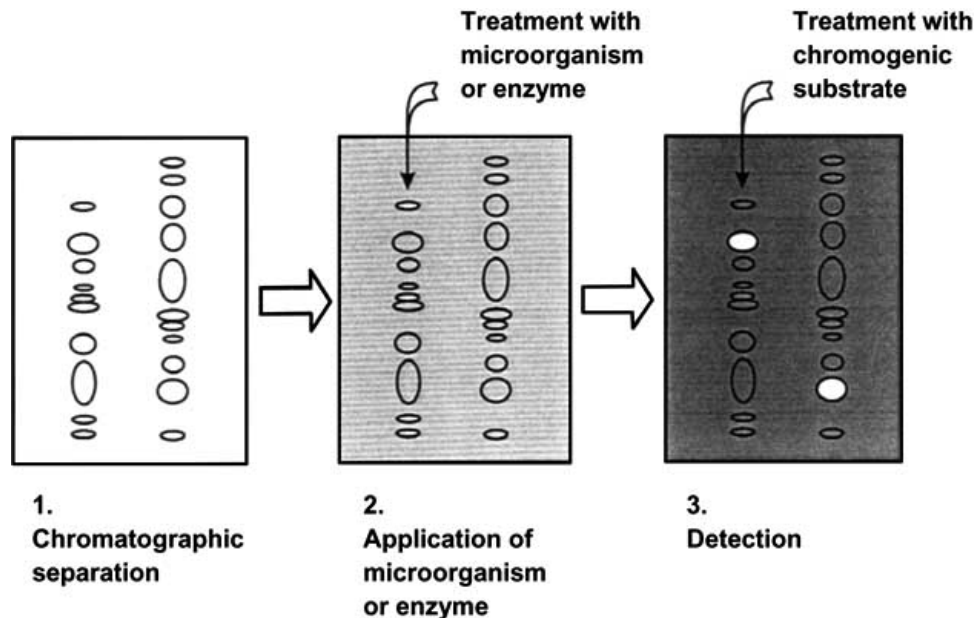 Treatment with
microorganism
or enzyme
Treatment with
chromogenic
substrate
1.
Chromatographic
separation
2.
Application of
microorganism
or enzyme
3.
Detection